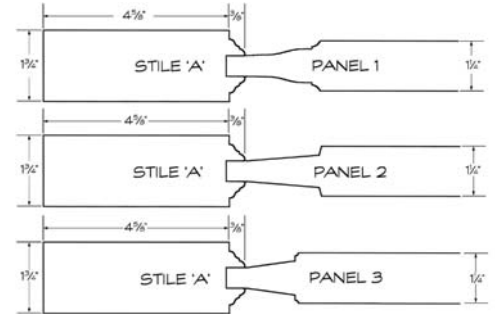 4⅝" ⅜"
1¾" STILE 'A' PANEL 1 1¼"
4⅝" ⅜"
1¾" STILE 'A' PANEL 2 1¼"
4⅝" ⅜"
1¾" STILE 'A' PANEL 3 1¼"